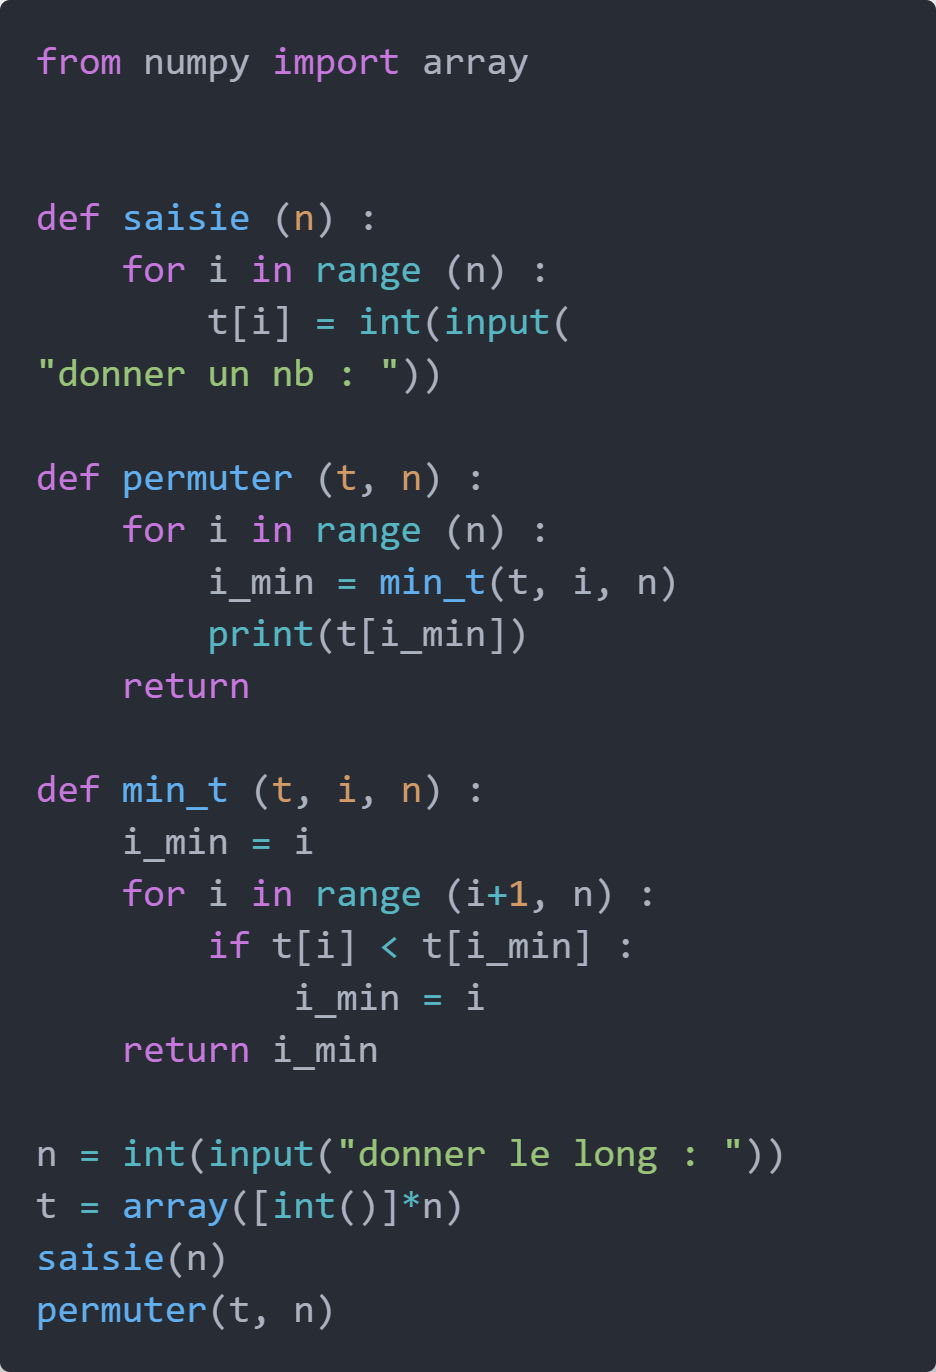 from numpy import array
def saisie (n) :
    for i in range (n) :
        t[i] = int(input(
"donner un nb : "))
def permuter (t, n) :
    for i in range (n) :
        i_min = min_t(t, i, n)
        print(t[i_min])
    return
def min_t (t, i, n) :
    i_min = i
    for i in range (i+1, n) :
        if t[i] < t[i_min] :
            i_min = i
    return i_min
n = int(input("donner le long : "))
t = array([int()]*n)
saisie(n)
permuter(t, n)